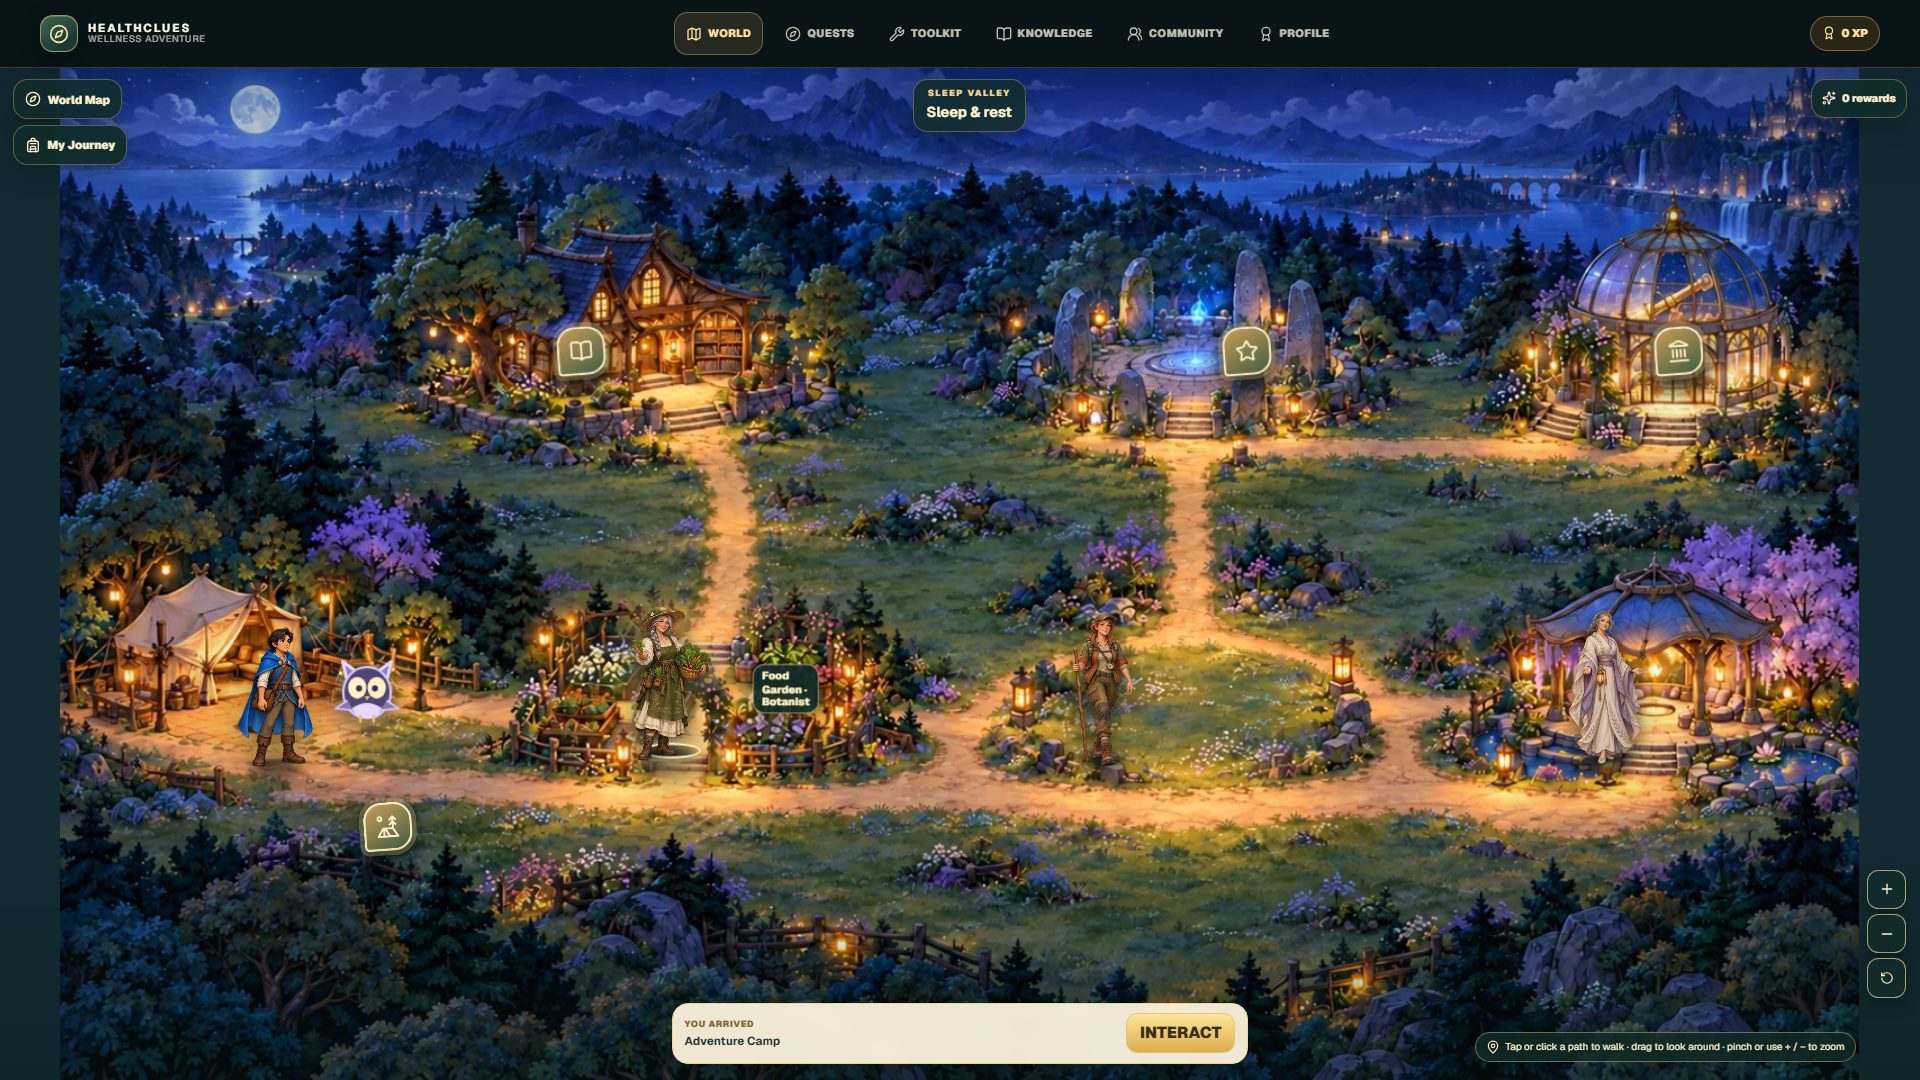 HEALTHCLUES
WELLNESS ADVENTURE
WORLD
QUESTS
TOOLKIT
KNOWLEDGE
COMMUNITY
PROFILE
0 XP
World Map
My Journey
SLEEP VALLEY
Sleep & rest
0 rewards
Food
Garden ·
Botanist
YOU ARRIVED
Adventure Camp
INTERACT
Tap or click a path to walk · drag to look around · pinch or use + / − to zoom